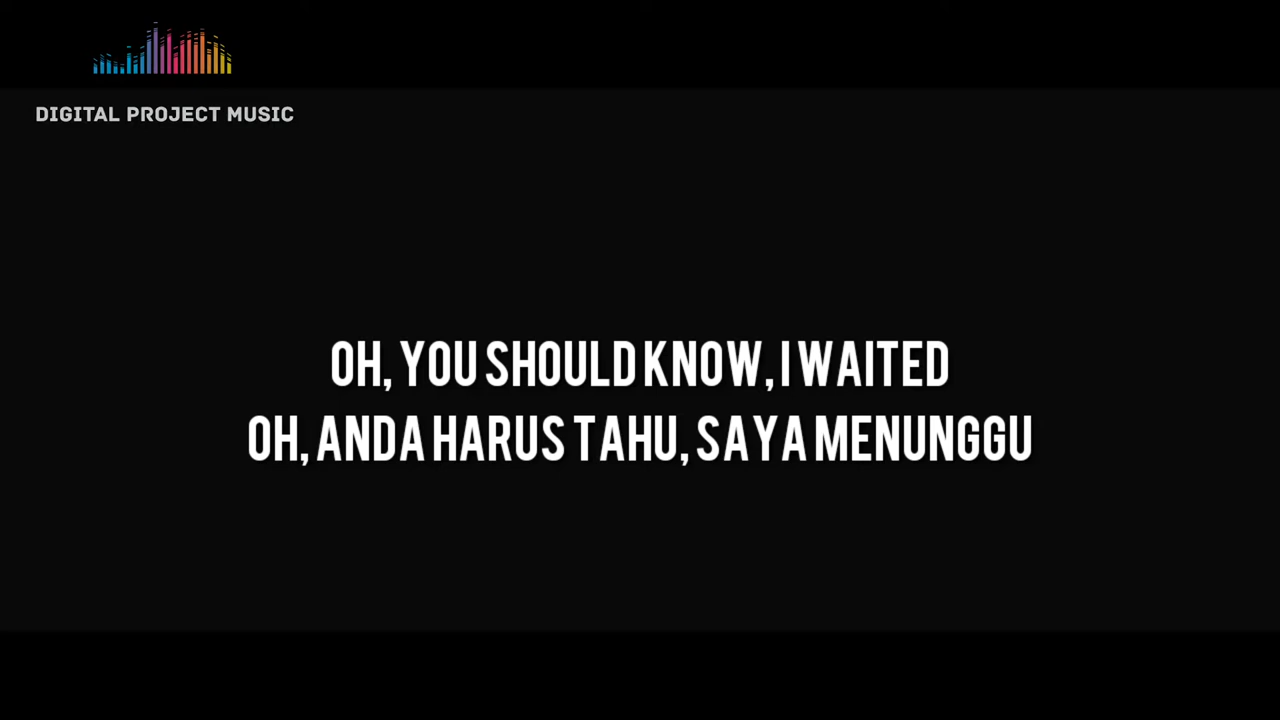 DIGITAL PROJECT MUSIC
OH, YOU SHOULD KNOW, I WAITED
OH, ANDA HARUS TAHU, SAYA MENUNGGU